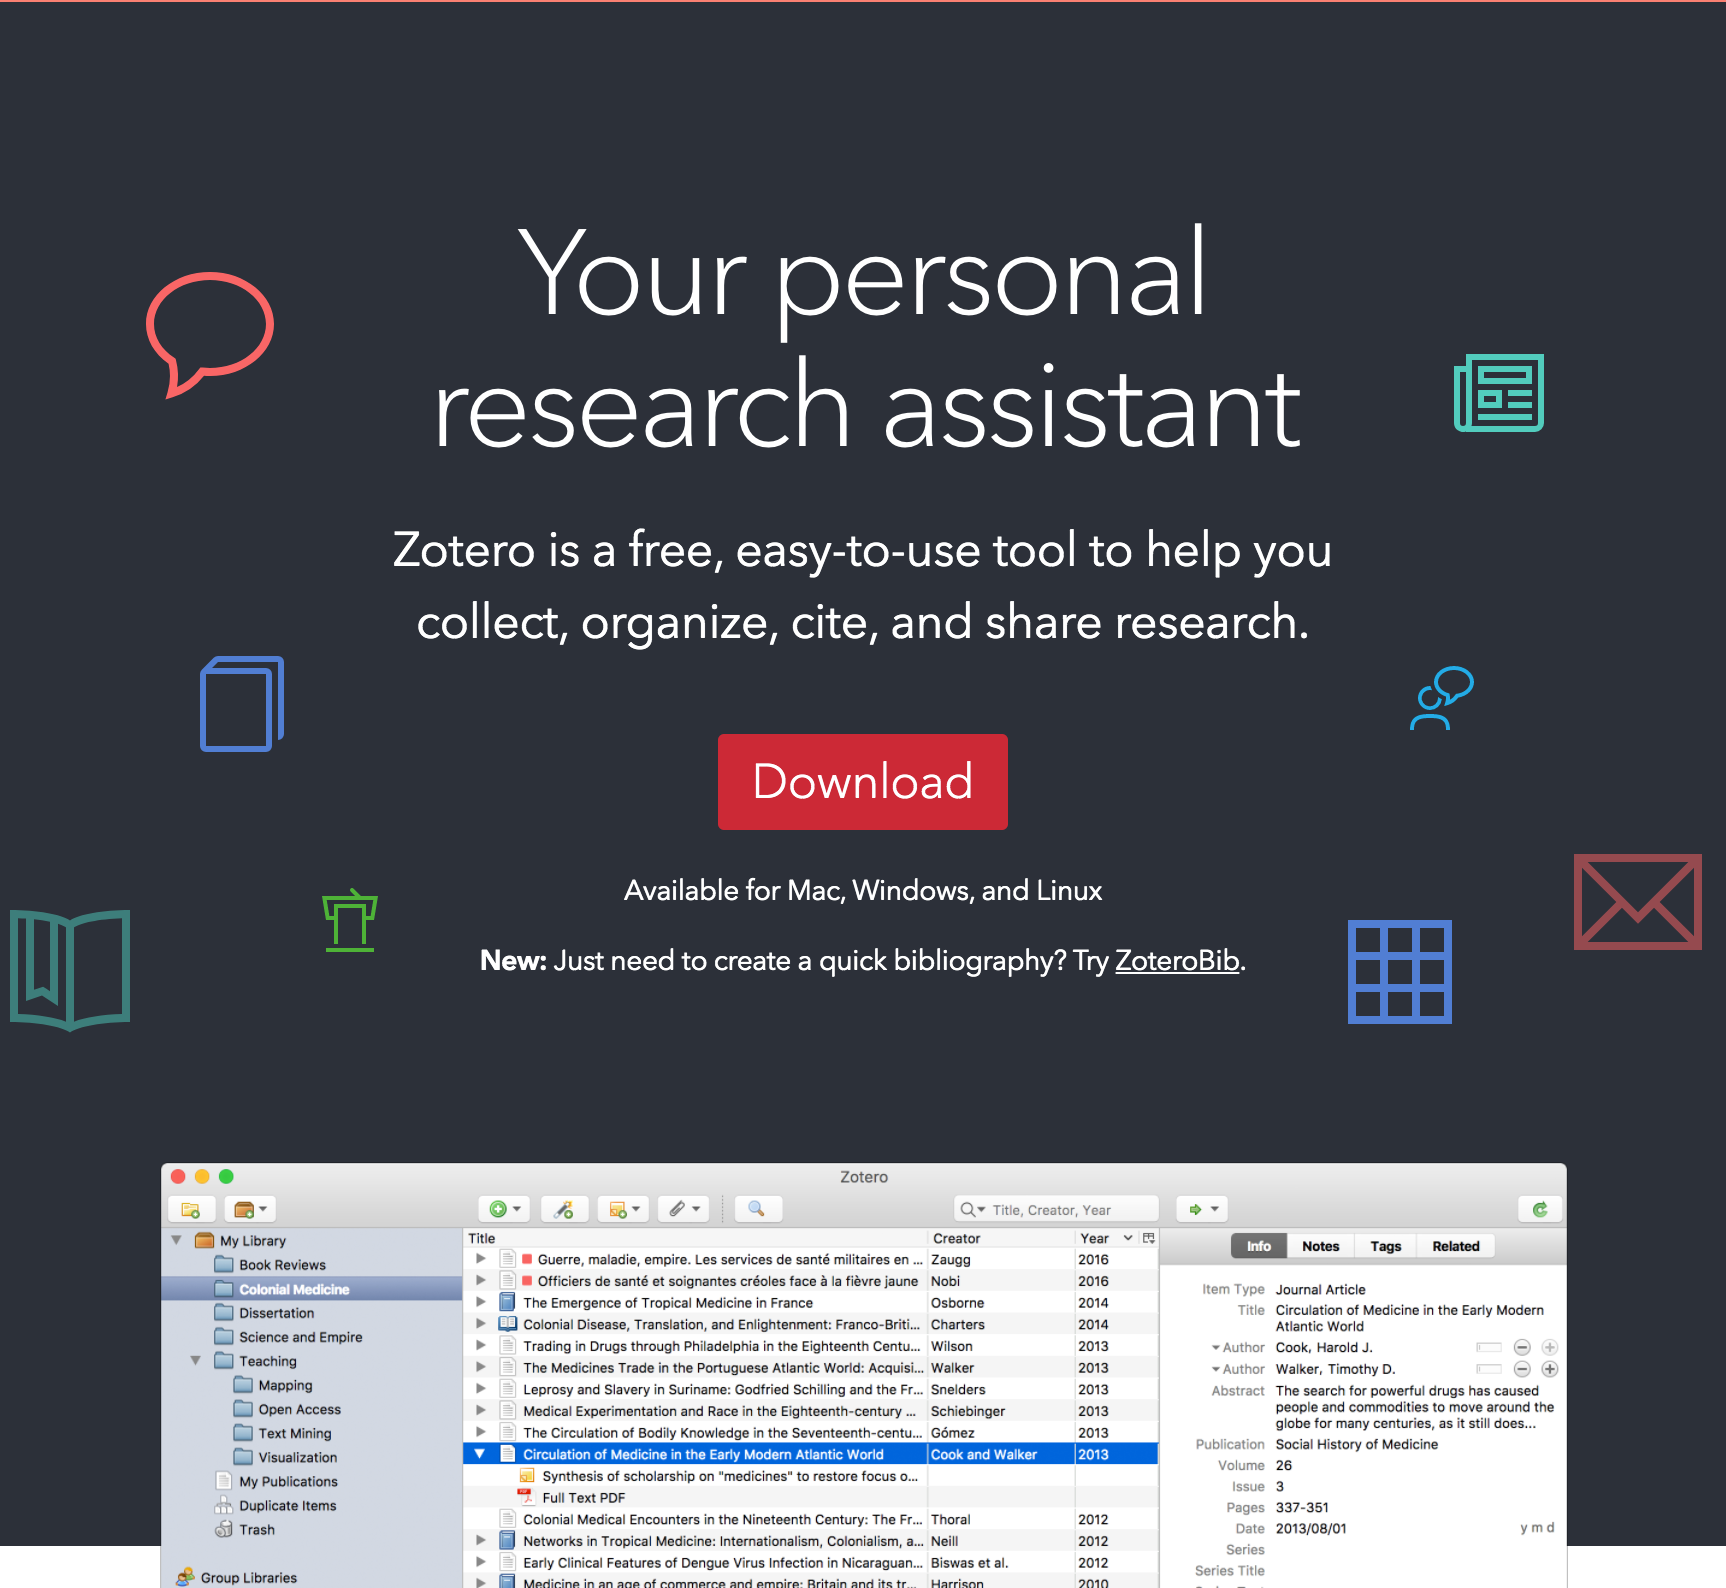 Your personal
research assistant
Zotero is a free, easy-to-use tool to help you
collect, organize, cite, and share research.
Download
Available for Mac, Windows, and Linux
New: Just need to create a quick bibliography? Try ZoteroBib.
Zotero
Title, Creator, Year
My Library
Book Reviews
Colonial Medicine
Dissertation
Science and Empire
Teaching
Mapping
Open Access
Text Mining
Visualization
My Publications
Duplicate Items
Trash
Group Libraries
Title Creator Year
Guerre, maladie, empire. Les services de santé militaires en ... Zaugg 2016
Officiers de santé et soignantes créoles face à la fièvre jaune Nobi 2016
The Emergence of Tropical Medicine in France Osborne 2014
Colonial Disease, Translation, and Enlightenment: Franco-Briti... Charters 2014
Trading in Drugs through Philadelphia in the Eighteenth Centu... Wilson 2013
The Medicines Trade in the Portuguese Atlantic World: Acquisi... Walker 2013
Leprosy and Slavery in Suriname: Godfried Schilling and the Fr... Snelders 2013
Medical Experimentation and Race in the Eighteenth-century ... Schiebinger 2013
The Circulation of Bodily Knowledge in the Seventeenth-centu... Gómez 2013
Circulation of Medicine in the Early Modern Atlantic World Cook and Walker 2013
Synthesis of scholarship on "medicines" to restore focus o...
Full Text PDF
Colonial Medical Encounters in the Nineteenth Century: The Fr... Thoral 2012
Networks in Tropical Medicine: Internationalism, Colonialism, a... Neill 2012
Early Clinical Features of Dengue Virus Infection in Nicaraguan... Biswas et al. 2012
Medicine in an age of commerce and empire: Britain and its tr... Harrison 2010
Info Notes Tags Related
Item Type Journal Article
Title Circulation of Medicine in the Early Modern
Atlantic World
Author Cook, Harold J.
Author Walker, Timothy D.
Abstract The search for powerful drugs has caused
people and commodities to move around the
globe for many centuries, as it still does...
Publication Social History of Medicine
Volume 26
Issue 3
Pages 337-351
Date 2013/08/01 y m d
Series
Series Title